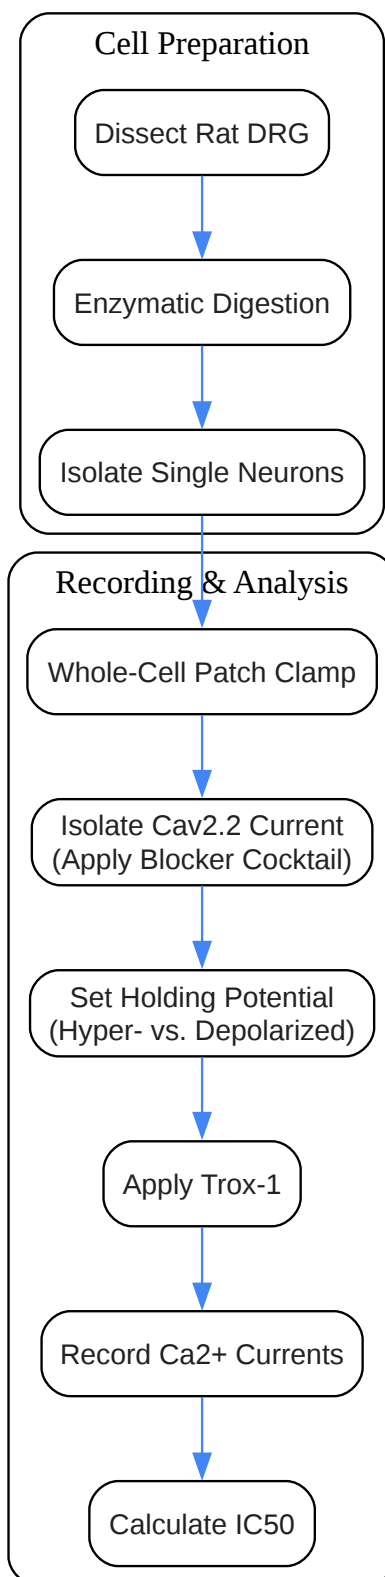 Cell Preparation
Dissect Rat DRG
Enzymatic Digestion
Isolate Single Neurons
Recording & Analysis
Whole-Cell Patch Clamp
Isolate Cav2.2 Current
(Apply Blocker Cocktail)
Set Holding Potential
(Hyper- vs. Depolarized)
Apply Trox-1
Record Ca2+ Currents
Calculate IC50